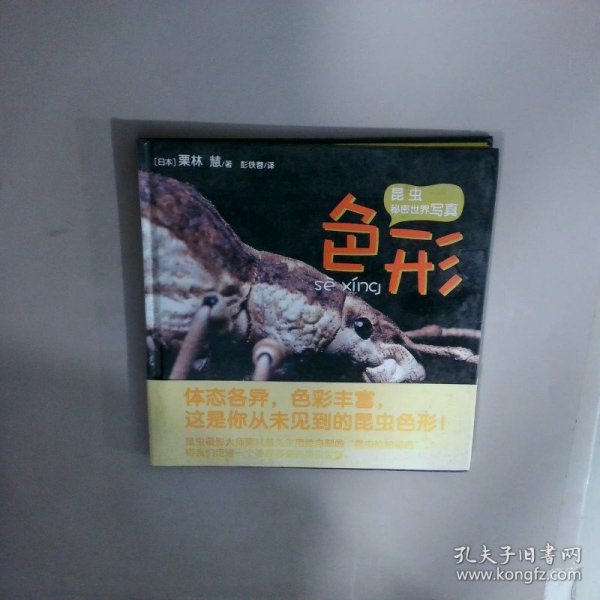 [日本]栗林 慧/著 彭铁蓉/译
昆虫
秘密世界写真
色形
sè xíng
体态各异，色彩丰富，
这是你从未见到的昆虫色形！
孔夫子旧书网
www.kongfz.com